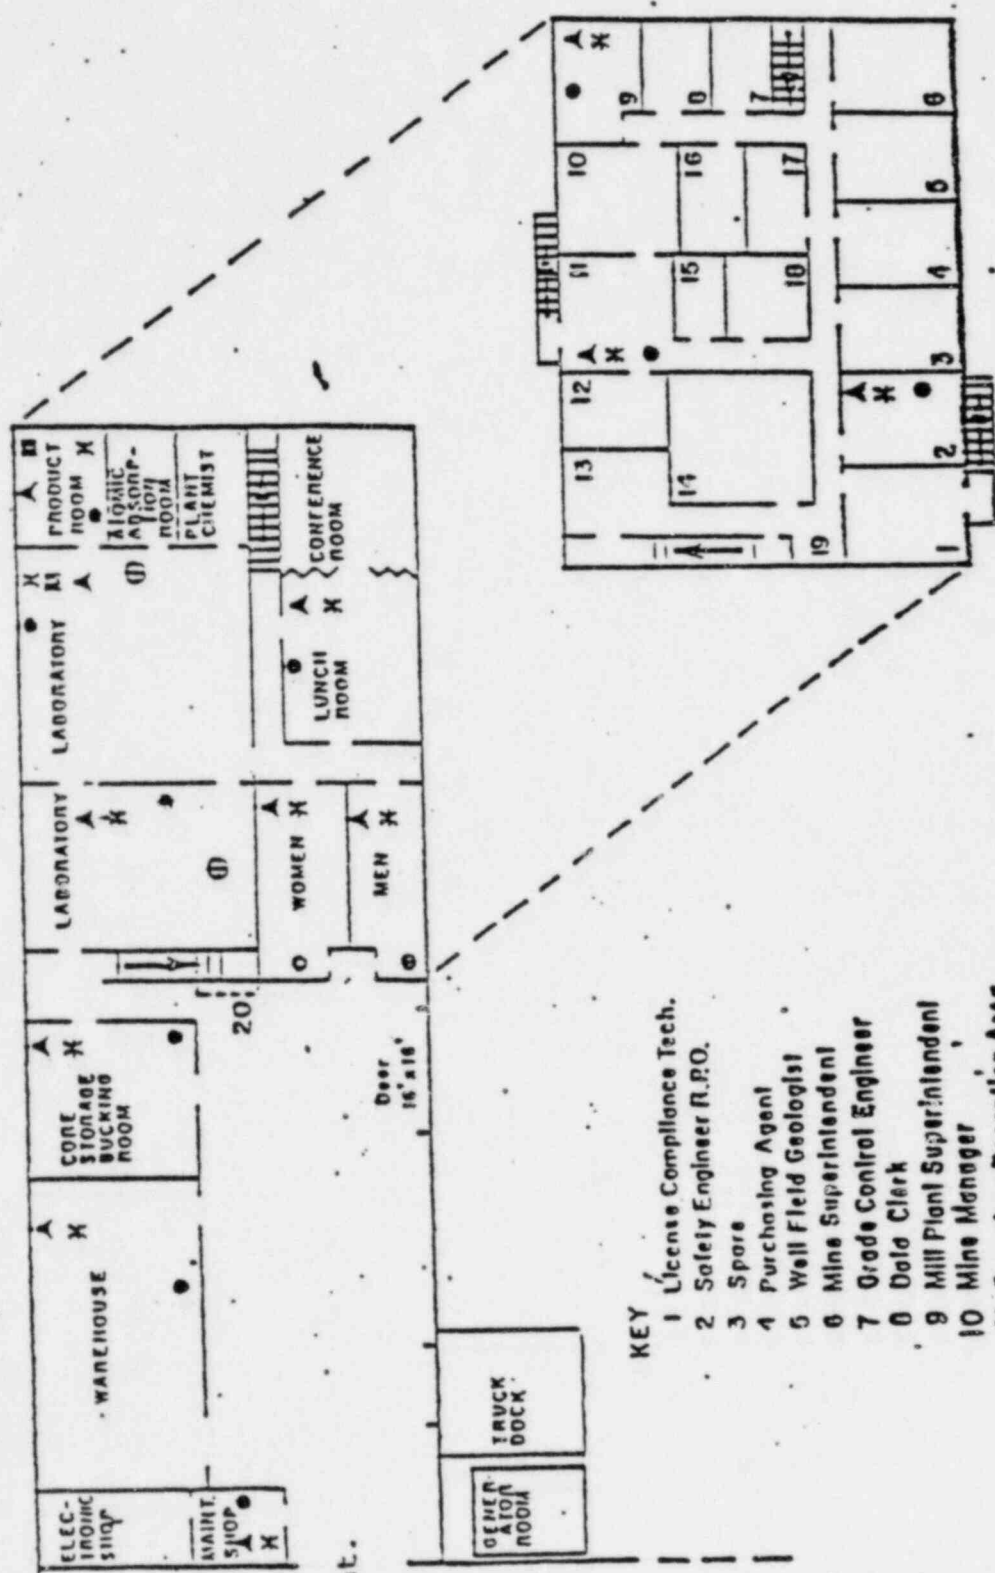 ELEC-
TRONIC
SHOP
MAINT.
SHOP
WAREHOUSE
CORE
STORAGE
BUCKING
ROOM
LABORATORY
LABORATORY
PRODUCT
ROOM
ATOMIC
ABSORP-
TION
ROOM
PLANT
CHEMIST
CONFERENCE
ROOM
LUNCH
ROOM
WOMEN
MEN
20
Door
16' x 16'
TRUCK
DOCK
GENER-
ATOR
ROOM
t.
13
12
11
10
9
8
7
14
15
16
17
18
19
1
2
3
4
5
6
KEY
1 License Compliance Tech.
2 Safety Engineer R.P.O.
3 Spare
4 Purchasing Agent
5 Well Field Geologist
6 Mine Superintendent
7 Grade Control Engineer
8 Data Clerk
9 Mill Plant Superintendent
10 Mine Manager